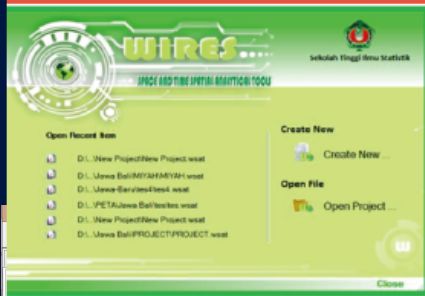 WIRES...
SPACE AND TIME SPATIAL ANALYTICAL TOOLS
Sekolah Tinggi Ilmu Statistik
Open Recent Item
D:\...\New Project\New Project.wsat
D:\...\Jawa Bali\MIYAH\MIYAH.wsat
D:\...\Jawa-Baru\tes4\tes4.wsat
D:\...\PETA\Jawa Bali\tes\tes.wsat
D:\...\New Project\New Project.wsat
D:\...\Jawa Bali\PROJECT\PROJECT.wsat
Create New
Create New ...
Open File
Open Project ...
Close